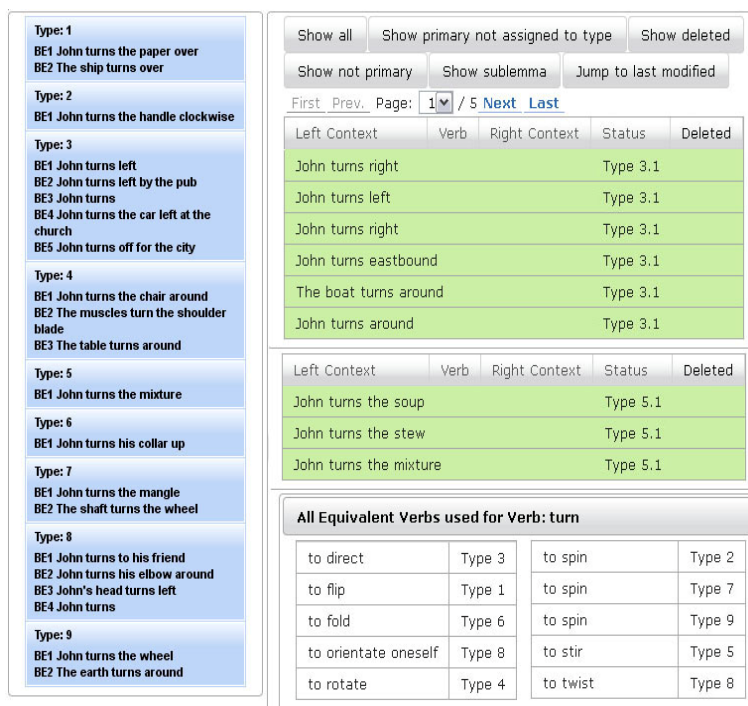 Type: 1
BE1 John turns the paper over
BE2 The ship turns over
Type: 2
BE1 John turns the handle clockwise
Type: 3
BE1 John turns left
BE2 John turns left by the pub
BE3 John turns
BE4 John turns the car left at the
church
BE5 John turns off for the city
Type: 4
BE1 John turns the chair around
BE2 The muscles turn the shoulder
blade
BE3 The table turns around
Type: 5
BE1 John turns the mixture
Type: 6
BE1 John turns his collar up
Type: 7
BE1 John turns the mangle
BE2 The shaft turns the wheel
Type: 8
BE1 John turns to his friend
BE2 John turns his elbow around
BE3 John's head turns left
BE4 John turns
Type: 9
BE1 John turns the wheel
BE2 The earth turns around
Show all Show primary not assigned to type Show deleted
Show not primary Show sublemma Jump to last modified
First Prev. Page: 1 / 5 Next Last
Left Context Verb Right Context Status Deleted
John turns right Type 3.1
John turns left Type 3.1
John turns right Type 3.1
John turns eastbound Type 3.1
The boat turns around Type 3.1
John turns around Type 3.1
Left Context Verb Right Context Status Deleted
John turns the soup Type 5.1
John turns the stew Type 5.1
John turns the mixture Type 5.1
All Equivalent Verbs used for Verb: turn
to direct Type 3 to spin Type 2
to flip Type 1 to spin Type 7
to fold Type 6 to spin Type 9
to orientate oneself Type 8 to stir Type 5
to rotate Type 4 to twist Type 8